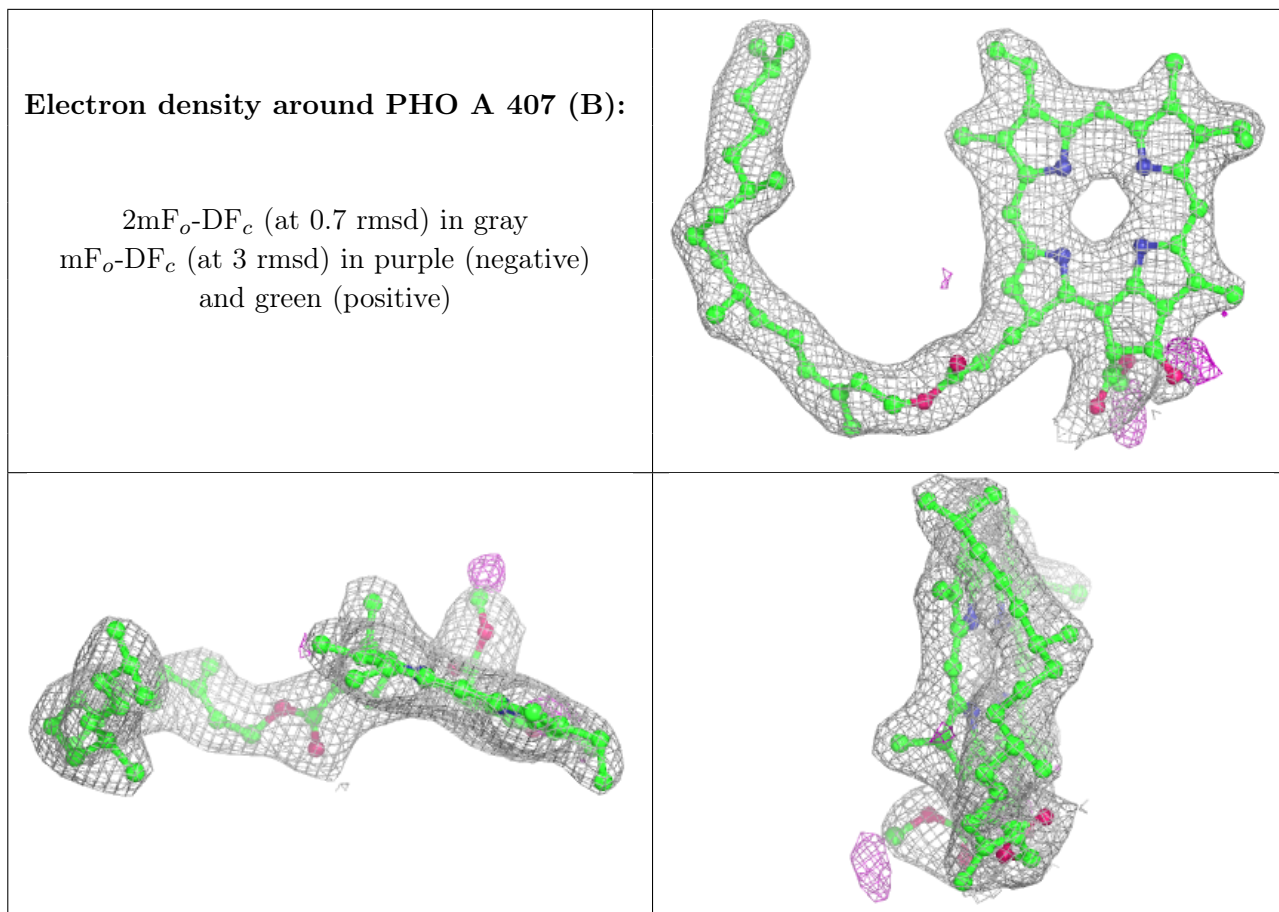 Electron density around PHO A 407 (B):
2mFo-DFc (at 0.7 rmsd) in gray
mFo-DFc (at 3 rmsd) in purple (negative)
and green (positive)